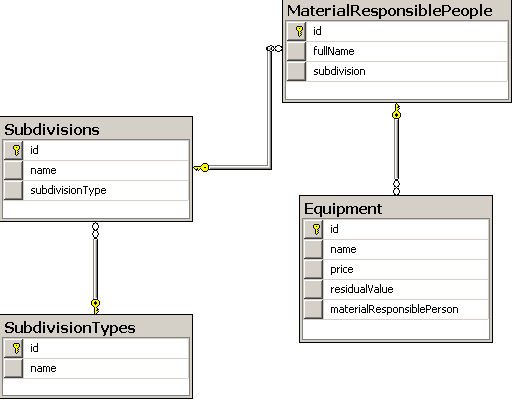 MaterialResponsiblePeople
id
fullName
subdivision
Subdivisions
id
name
subdivisionType
Equipment
id
name
price
residualValue
materialResponsiblePerson
SubdivisionTypes
id
name